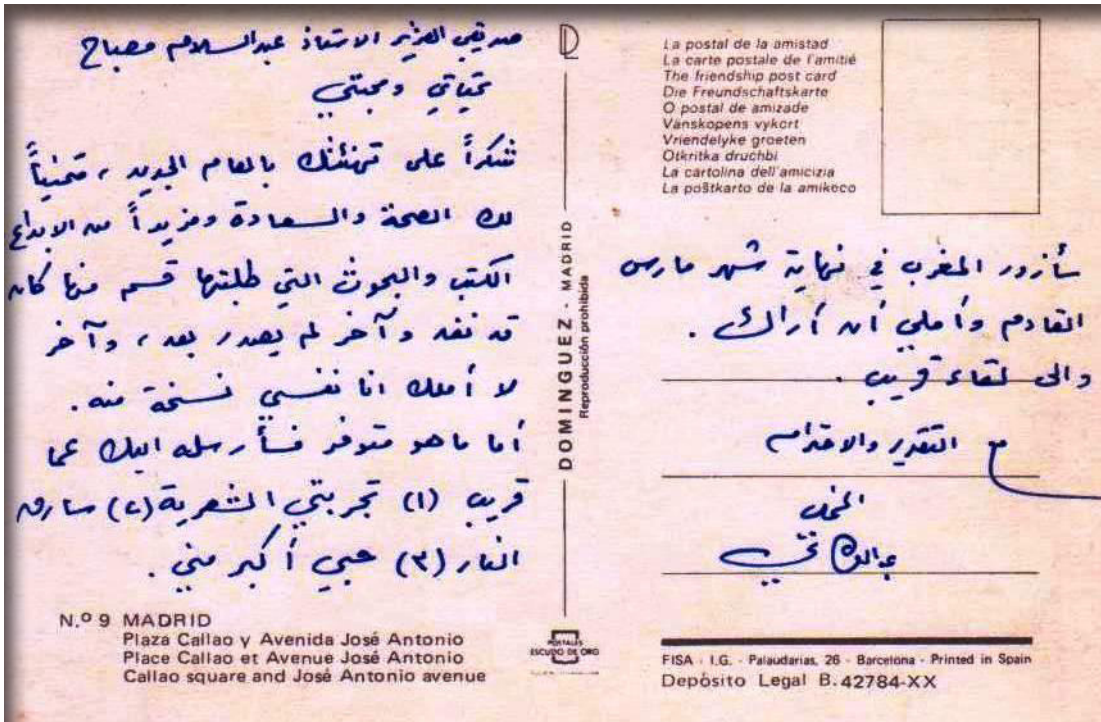 صديقي العزيز الاستاذ عبدالسلام مصباح
تحياتي ومحبتي
شكراً على تهنئتك بالعام الجديد ، متمنياً
لك الصحة والسعادة ومزيداً من الابداع
الكتب والبحوث التي طلبتها قسم منها كان
قد نفد وآخر لم يصدر بعد ، وآخر
لا أملك انا نفسي نسخة منه .
أما ما هو متوفر فسأرسله اليك عما
قريب (١) تجربتي الشعرية (٢) سارق
النار (٣) حبي أكبر مني .
N.º 9 MADRID
Plaza Callao y Avenida José Antonio
Place Callao et Avenue José Antonio
Callao square and José Antonio avenue
DOMINGUEZ - MADRID
Reproducción prohibida
POSTALES
ESCUDO DE ORO
La postal de la amistad
La carte postale de l'amitié
The friendship post card
Die Freundschaftskarte
O postal de amizade
Vänskopens vykort
Vriendelyke groeten
Otkritka druchbi
La cartolina dell'amicizia
La poŝtkarto de la amikeco
سأزور المغرب في نهاية شهر مارس
القادم وأملي أن أراك .
والى لقاء قريب .
مع التقدير والاحترام
المخلص
FISA - I.G. - Palaudarias, 26 - Barcelona - Printed in Spain
Depósito Legal B. 42784-XX